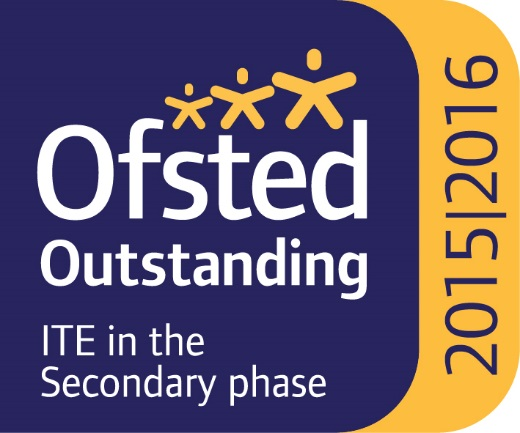 Ofsted
Outstanding
ITE in the
Secondary phase
2015|2016